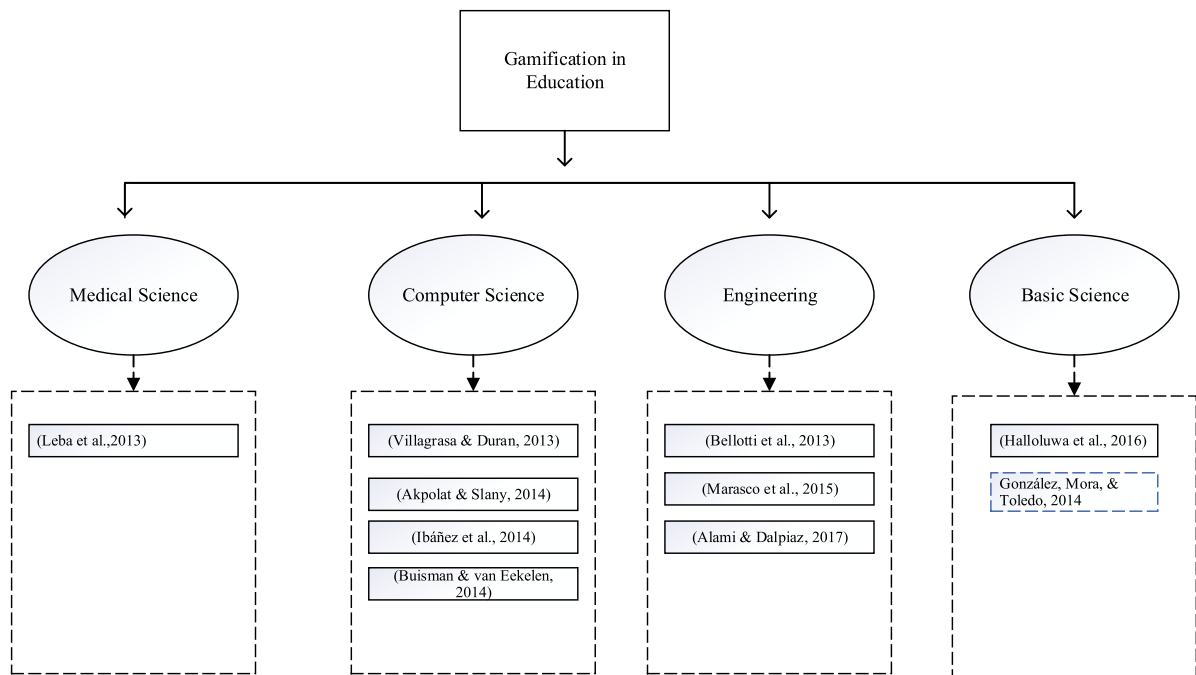 Gamification in
Education
Medical Science
Computer Science
Engineering
Basic Science
(Leba et al.,2013)
(Villagrasa & Duran, 2013)
(Akpolat & Slany, 2014)
(Ibáñez et al., 2014)
(Buisman & van Eekelen,
2014)
(Bellotti et al., 2013)
(Marasco et al., 2015)
(Alami & Dalpiaz, 2017)
(Halloluwa et al., 2016)
González, Mora, &
Toledo, 2014